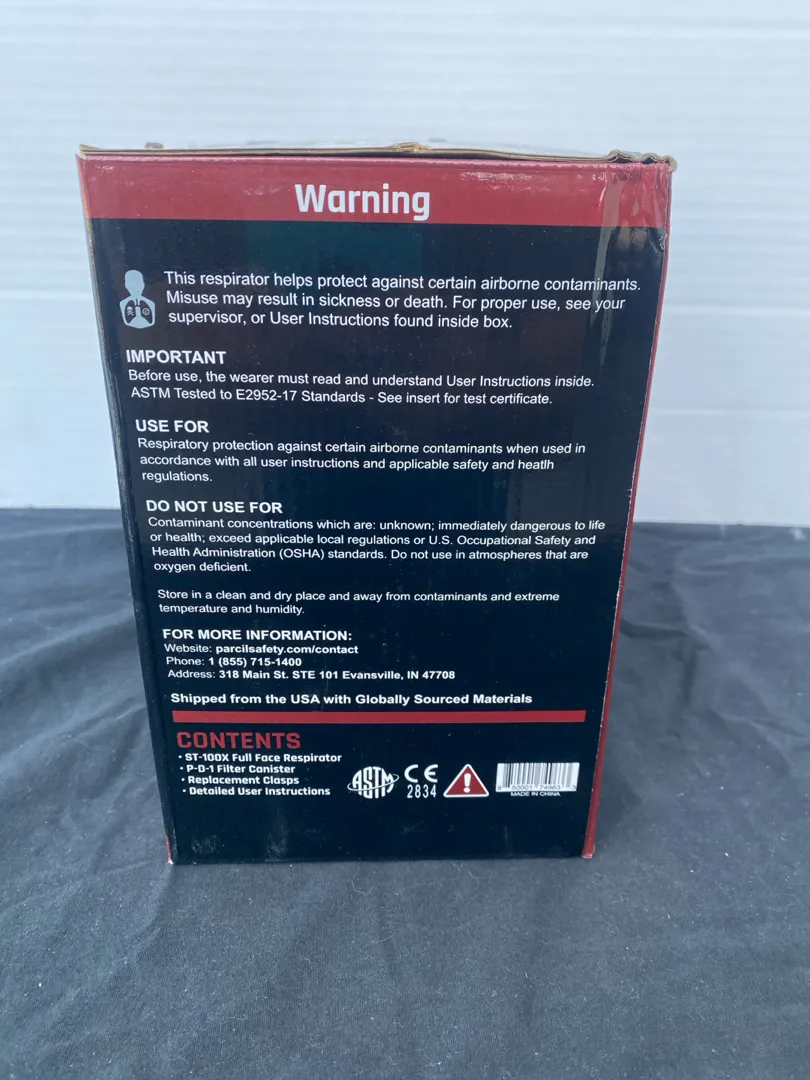 Warning
This respirator helps protect against certain airborne contaminants.
Misuse may result in sickness or death. For proper use, see your
supervisor, or User Instructions found inside box.
IMPORTANT
Before use, the wearer must read and understand User Instructions inside.
ASTM Tested to E2952-17 Standards - See insert for test certificate.
USE FOR
Respiratory protection against certain airborne contaminants when used in
accordance with all user instructions and applicable safety and heatlh
regulations.
DO NOT USE FOR
Contaminant concentrations which are: unknown; immediately dangerous to life
or health; exceed applicable local regulations or U.S. Occupational Safety and
Health Administration (OSHA) standards. Do not use in atmospheres that are
oxygen deficient.
Store in a clean and dry place and away from contaminants and extreme
temperature and humidity.
FOR MORE INFORMATION:
Website: parcilsafety.com/contact
Phone: 1 (855) 715-1400
Address: 318 Main St. STE 101 Evansville, IN 47708
Shipped from the USA with Globally Sourced Materials
CONTENTS
• ST-100X Full Face Respirator
• P-D-1 Filter Canister
• Replacement Clasps
• Detailed User Instructions
ASTM
CE
2834
MADE IN CHINA